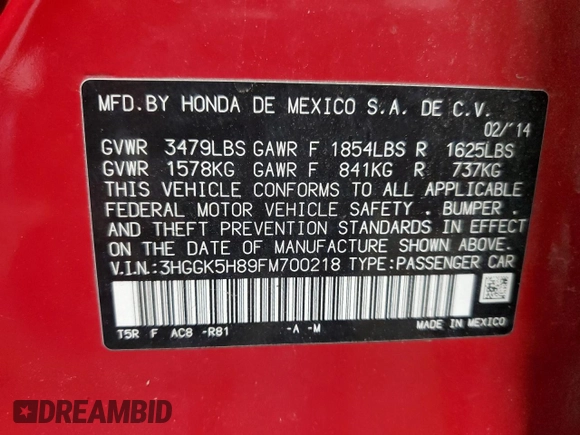 MFD.BY HONDA DE MEXICO S.A. DE C.V.
02/'14
GVWR 3479LBS GAWR F 1854LBS R 1625LBS
GVWR 1578KG GAWR F 841KG R 737KG
THIS VEHICLE CONFORMS TO ALL APPLICABLE
FEDERAL MOTOR VEHICLE SAFETY . BUMPER .
AND THEFT PREVENTION STANDARDS IN EFFECT
ON THE DATE OF MANUFACTURE SHOWN ABOVE.
V.I.N.:3HGGK5H89FM700218 TYPE:PASSENGER CAR
T5R F AC8 -R81 -A -M MADE IN MEXICO
DREAMBID